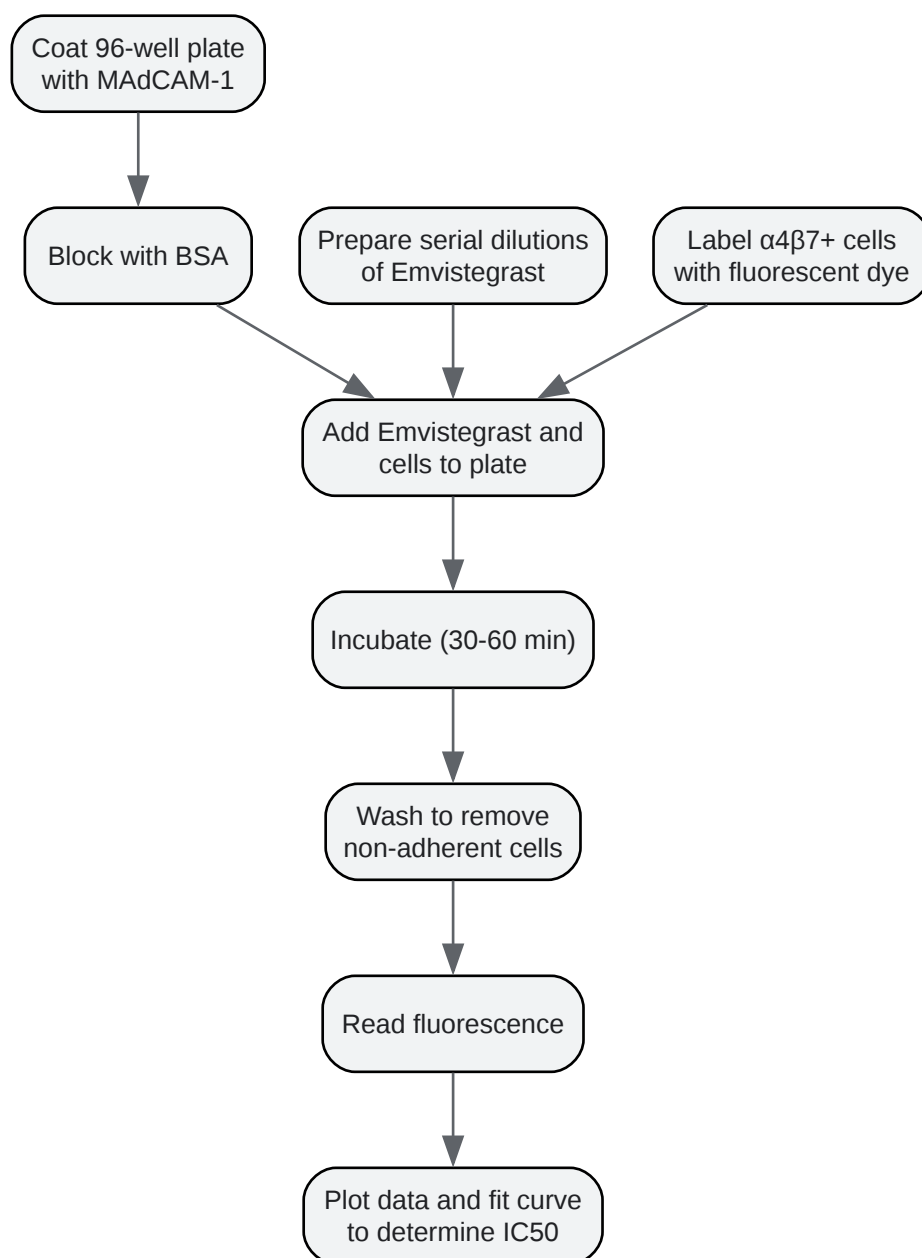 Coat 96-well plate
with MAdCAM-1
Block with BSA
Prepare serial dilutions
of Emvistegrast
Label α4β7+ cells
with fluorescent dye
Add Emvistegrast and
cells to plate
Incubate (30-60 min)
Wash to remove
non-adherent cells
Read fluorescence
Plot data and fit curve
to determine IC50